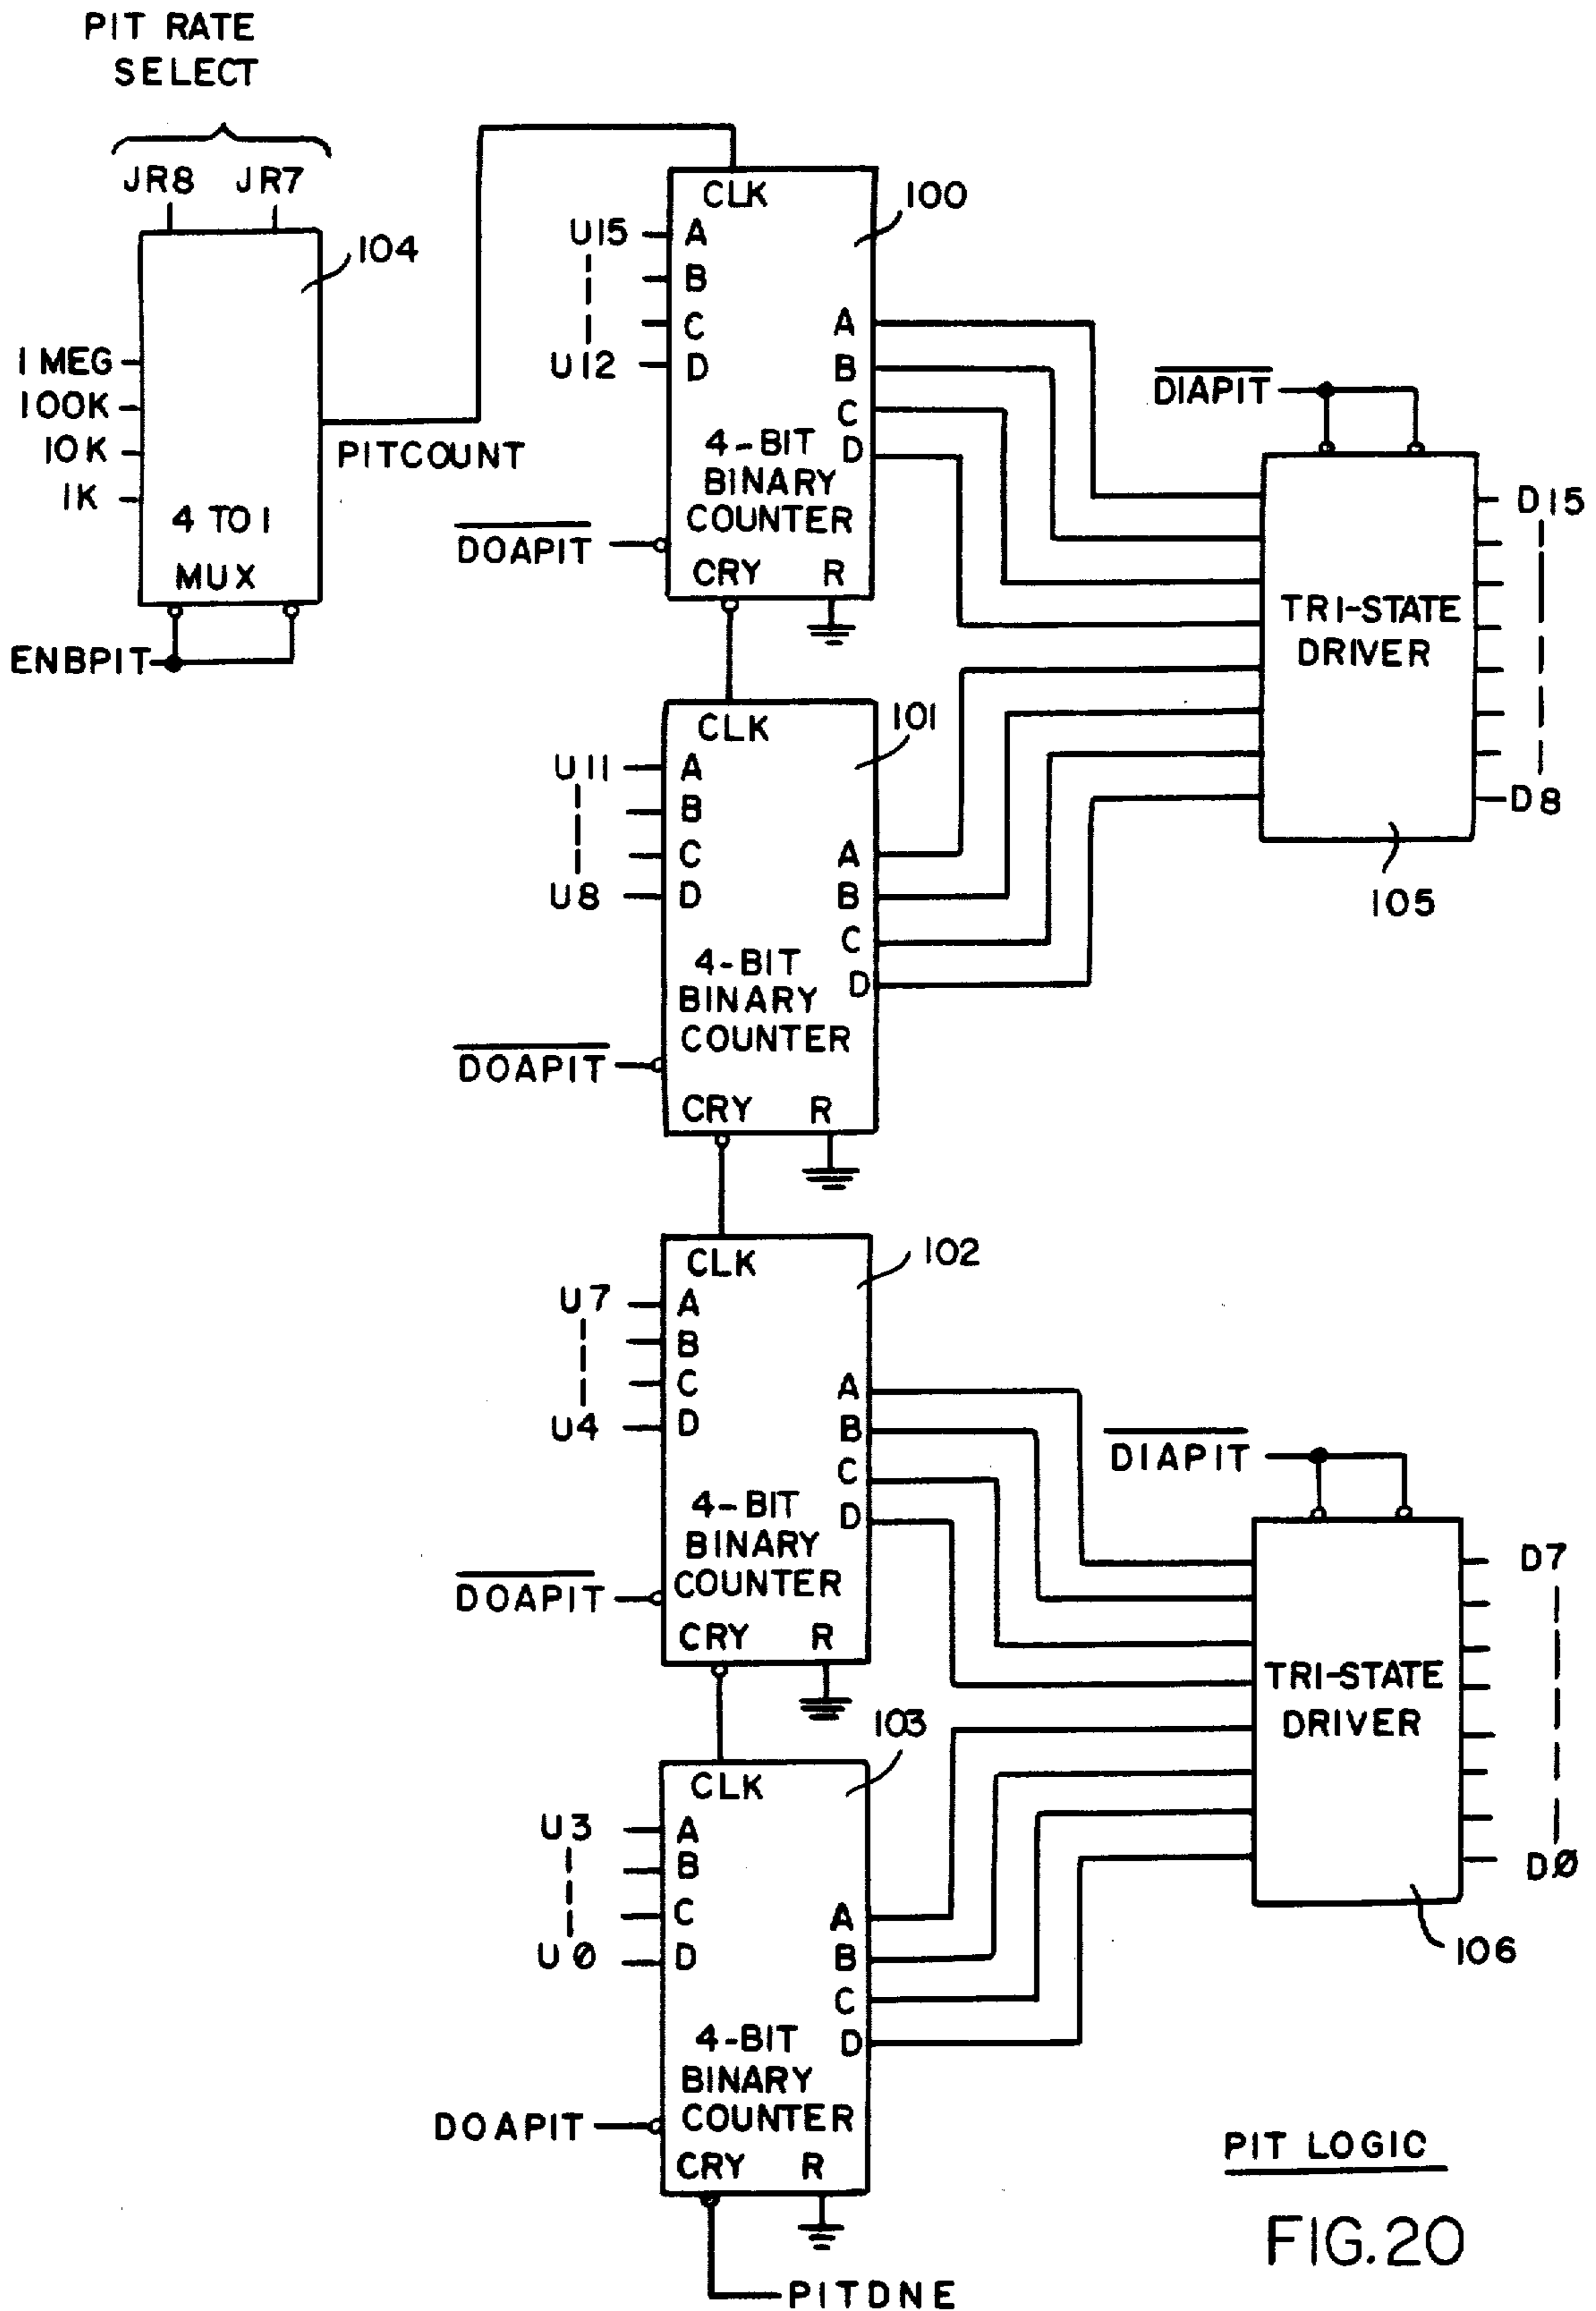 PIT RATE
SELECT
JR8 JR7
104
1 MEG
100K
10K
1K
PITCOUNT
4 TO 1
MUX
ENBPIT
CLK
100
U15 A
B
C
U12 D
A
B
C
D
4-BIT
BINARY
COUNTER
DOAPIT
CRY R
DIAPIT
D15
TRI-STATE
DRIVER
D8
105
CLK
101
U11 A
B
C
U8 D
A
B
C
D
4-BIT
BINARY
COUNTER
DOAPIT
CRY R
CLK
102
U7 A
B
C
U4 D
A
B
C
D
4-BIT
BINARY
COUNTER
DOAPIT
CRY R
DIAPIT
D7
TRI-STATE
DRIVER
DØ
106
CLK
103
U3 A
B
C
UØ D
A
B
C
D
4-BIT
BINARY
COUNTER
DOAPIT
CRY R
PITDNE
PIT LOGIC
FIG.20